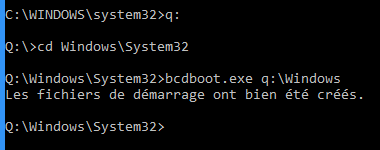 C:\WINDOWS\system32>q:
Q:\>cd Windows\System32
Q:\Windows\System32>bcdboot.exe q:\Windows
Les fichiers de démarrage ont bien été créés.
Q:\Windows\System32>